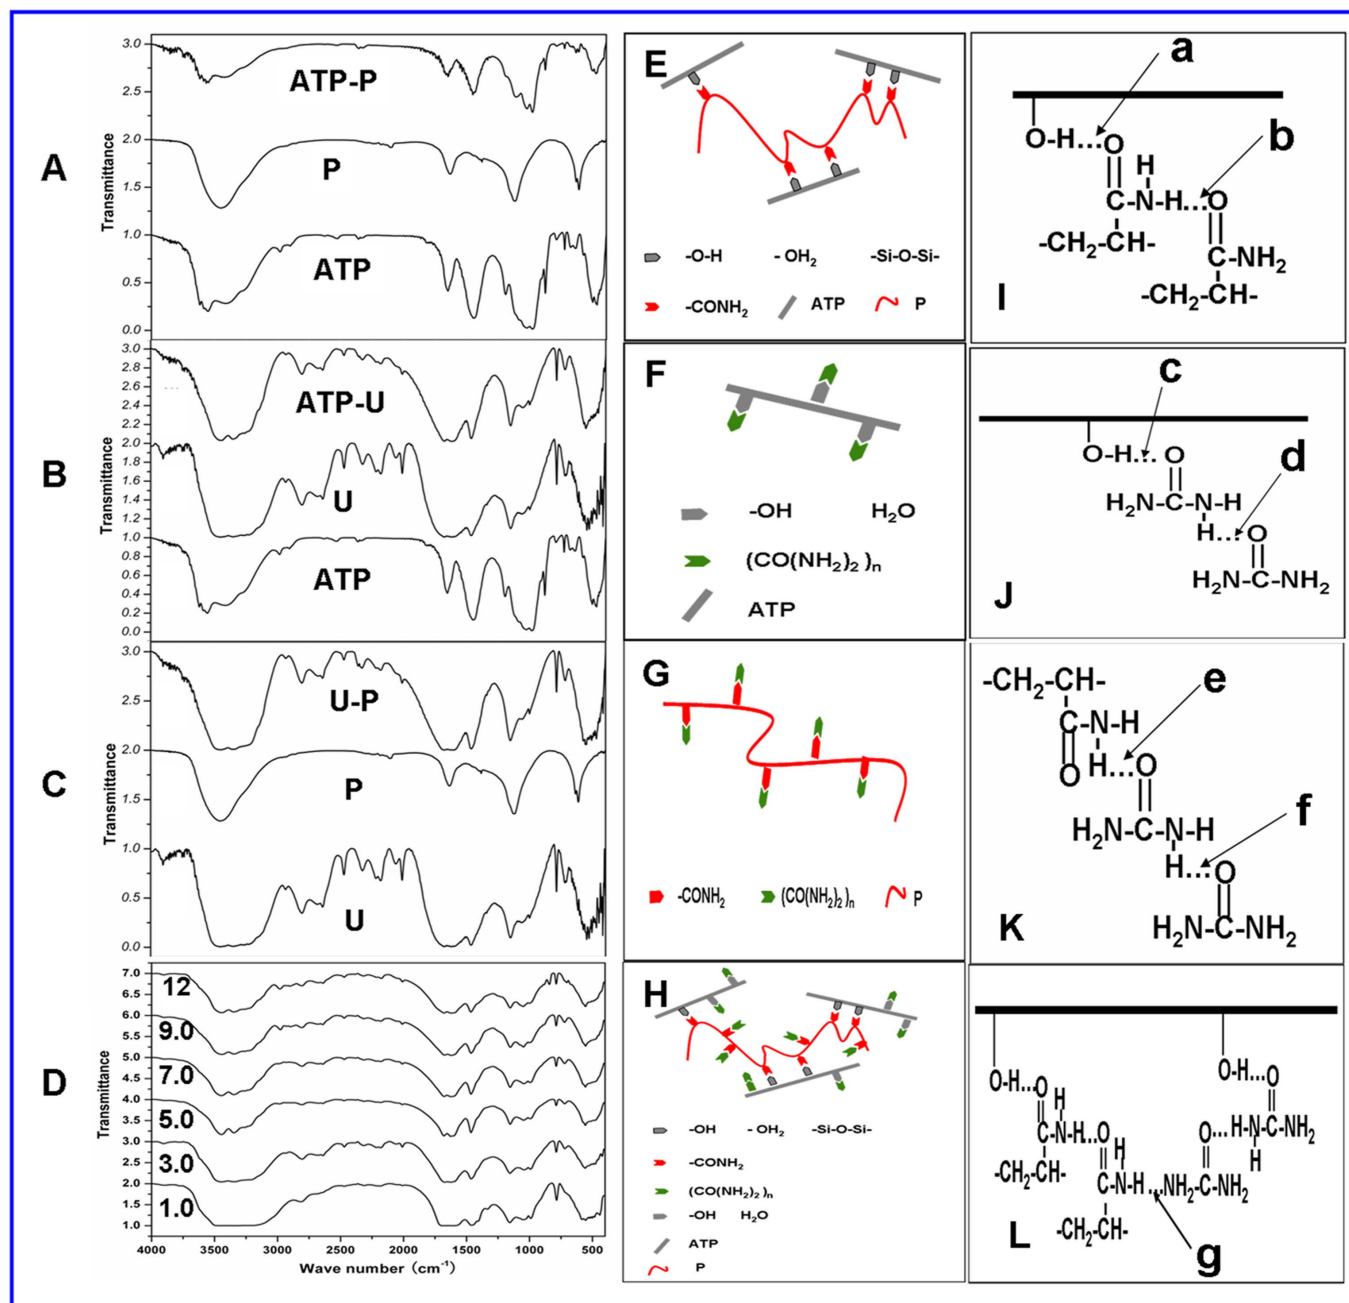 A
Transmittance
3.0
2.5
2.0
1.5
1.0
0.5
0.0
ATP-P
P
ATP
B
Transmittance
3.0
2.8
2.6
2.4
2.2
2.0
1.8
1.6
1.4
1.2
1.0
0.8
0.6
0.4
0.2
0.0
ATP-U
U
ATP
C
Transmittance
3.0
2.5
2.0
1.5
1.0
0.5
0.0
U-P
P
U
D
Transmittance
7.0
6.5
6.0
5.5
5.0
4.5
4.0
3.5
3.0
2.5
2.0
1.5
1.0
12
9.0
7.0
5.0
3.0
1.0
4000 3500 3000 2500 2000 1500 1000 500
Wave number (cm⁻¹)
E
-O-H - OH₂ -Si-O-Si-
-CONH₂ ATP P
F
-OH H₂O
(CO(NH₂)₂ )ₙ
ATP
G
-CONH₂ (CO(NH₂)₂)ₙ P
H
-OH - OH₂ -Si-O-Si-
-CONH₂
(CO(NH₂)₂ )ₙ
-OH H₂O
ATP
P
a
O-H...O
b
H
C-N-H...O
-CH₂-CH-
C-NH₂
-CH₂-CH-
I
c
O-H... O
d
H₂N-C-N-H
H... O
H₂N-C-NH₂
J
-CH₂-CH-
e
C-N-H
O
H...O
f
H₂N-C-N-H
H...O
H₂N-C-NH₂
K
O-H...O
O-H...O
H
C-N-H...O
H
O... H-N-C-NH₂
H
-CH₂-CH-
C-N-H...NH₂-C-NH₂
-CH₂-CH-
L
g